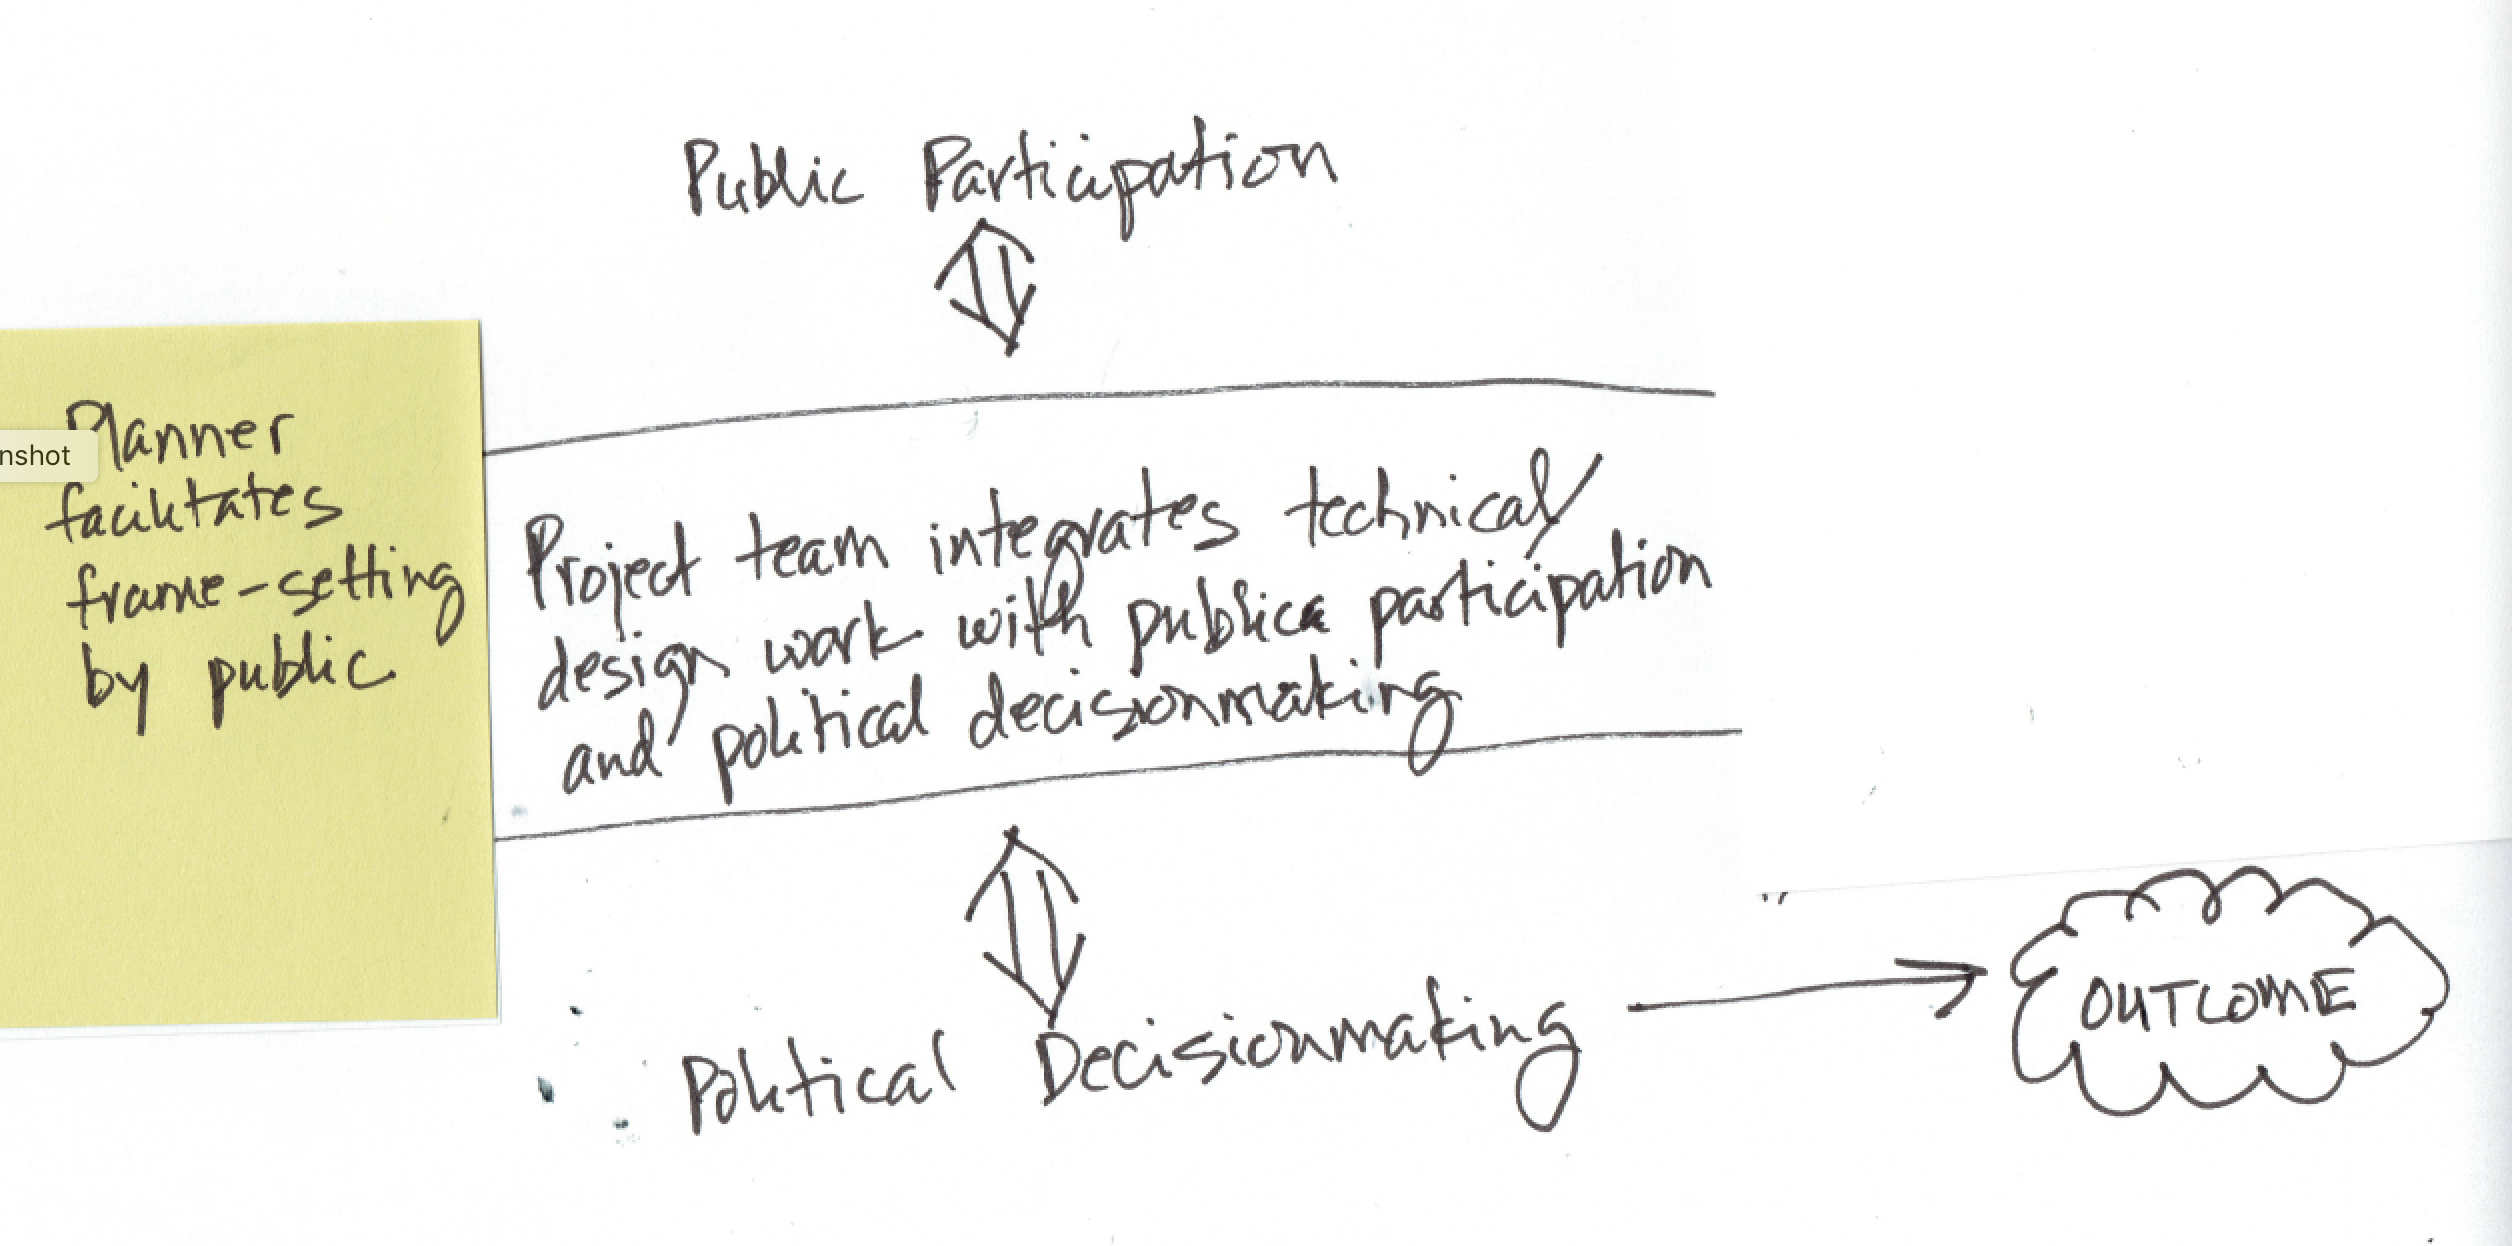 Public Participation
Planner
facilitates
frame-setting
by public
nshot
Project team integrates technical/
design work with public participation
and political decisionmaking
Political Decisionmaking
OUTCOME